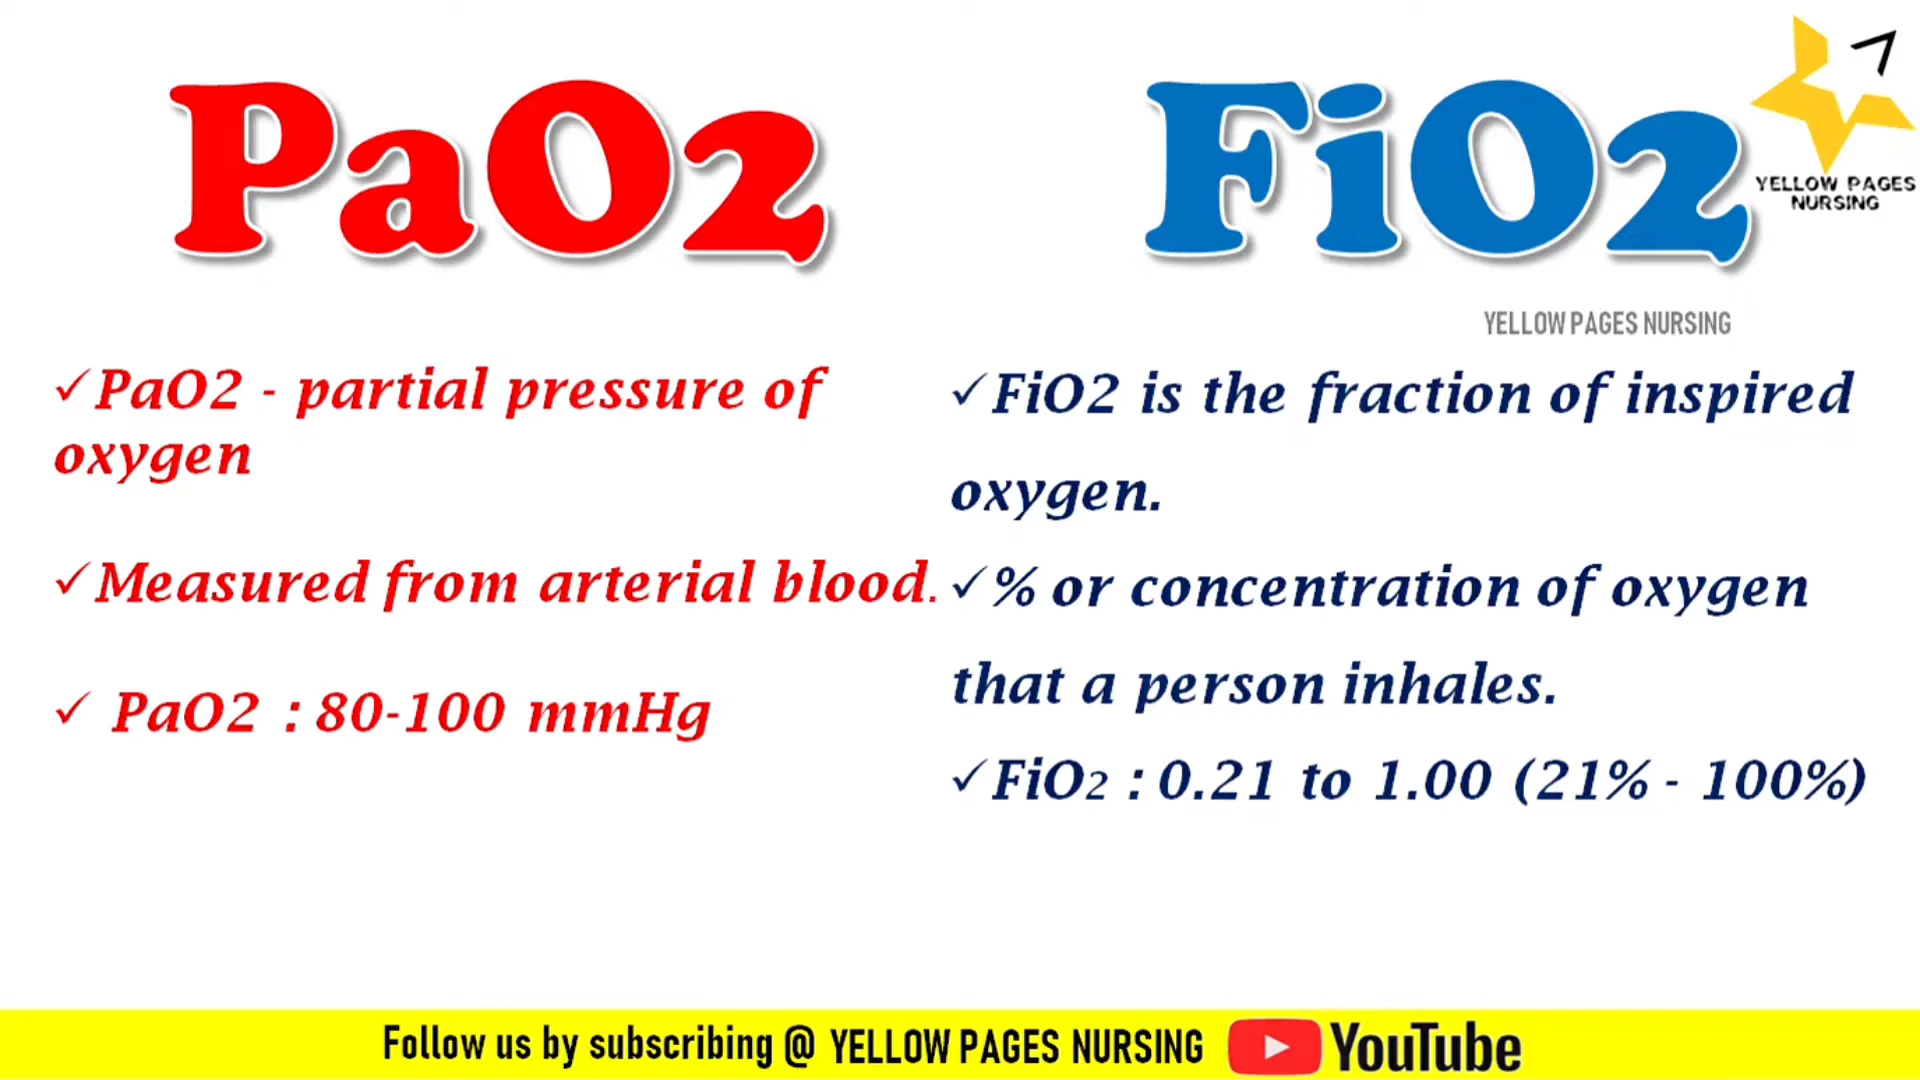 PaO2
FiO2
YELLOW PAGES
NURSING
YELLOW PAGES NURSING
✓PaO2 - partial pressure of
oxygen
✓Measured from arterial blood.
✓ PaO2 : 80-100 mmHg
✓FiO2 is the fraction of inspired
oxygen.
✓% or concentration of oxygen
that a person inhales.
✓FiO2 : 0.21 to 1.00 (21% - 100%)
Follow us by subscribing @ YELLOW PAGES NURSING YouTube